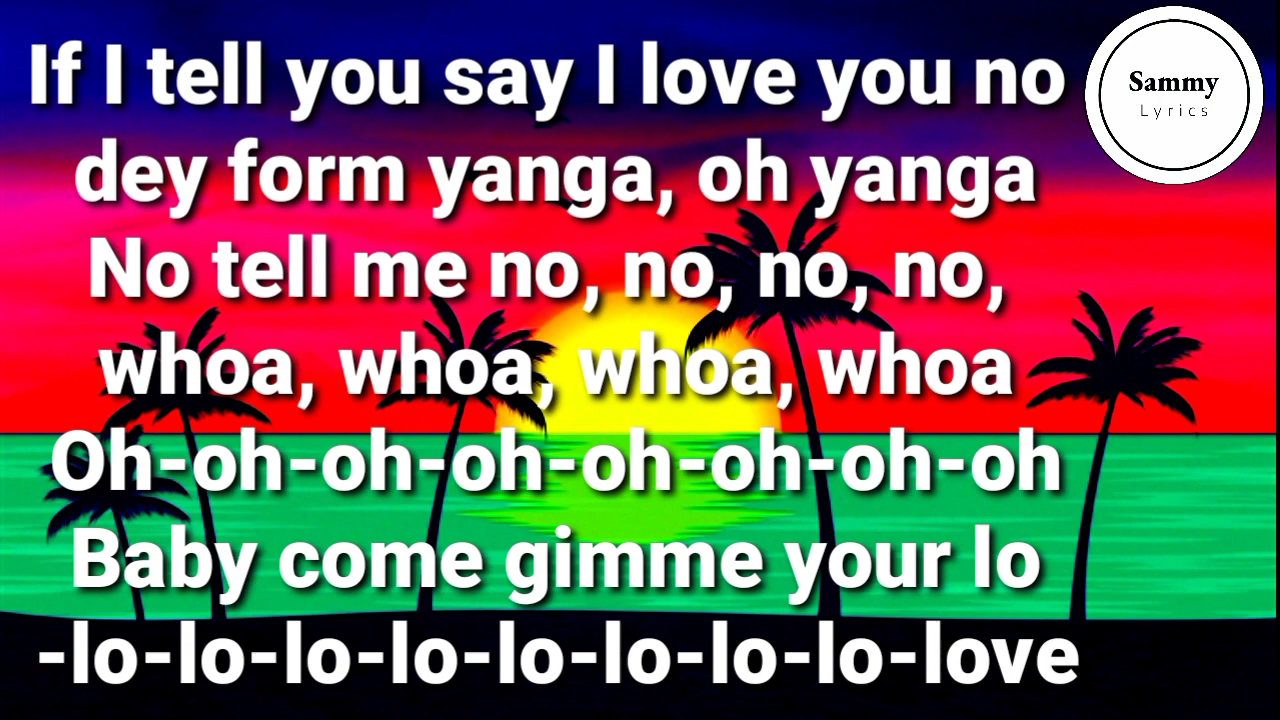 If I tell you say I love you no
dey form yanga, oh yanga
No tell me no, no, no, no,
whoa, whoa, whoa, whoa
Oh-oh-oh-oh-oh-oh-oh-oh
Baby come gimme your lo
-lo-lo-lo-lo-lo-lo-lo-lo-love
Sammy
Lyrics